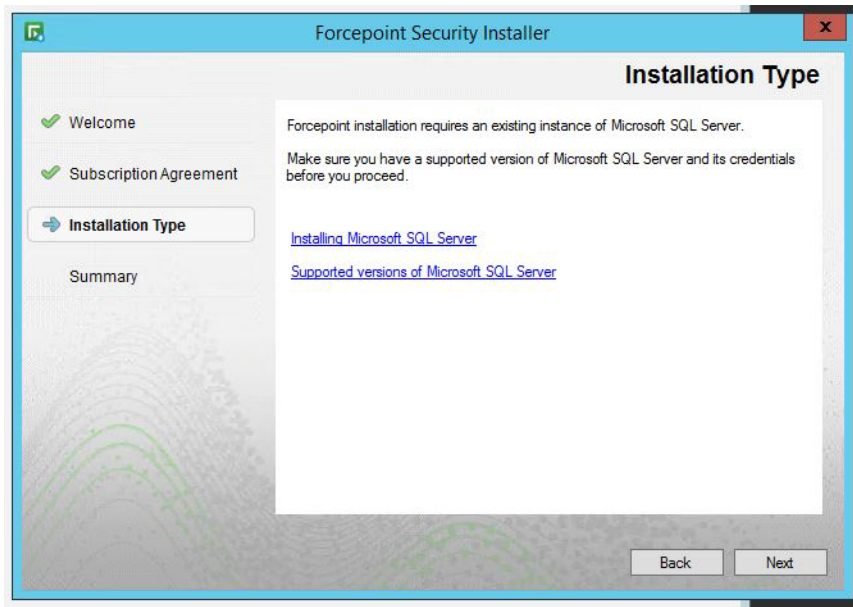 Forcepoint Security Installer
x
Installation Type
Welcome
Subscription Agreement
Installation Type
Summary
Forcepoint installation requires an existing instance of Microsoft SQL Server.
Make sure you have a supported version of Microsoft SQL Server and its credentials
before you proceed.
Installing Microsoft SQL Server
Supported versions of Microsoft SQL Server
Back
Next